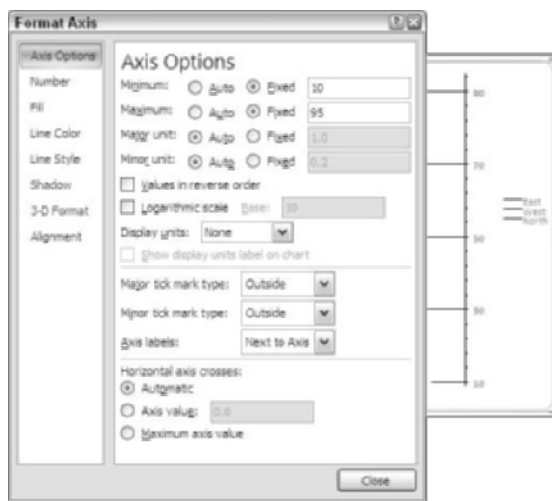 Format Axis
Axis Options
Number
Fill
Line Color
Line Style
Shadow
3-D Format
Alignment
Axis Options
Minimum: Auto Fixed 10
Maximum: Auto Fixed 95
Major unit: Auto Fixed 1.0
Minor unit: Auto Fixed 0.2
Values in reverse order
Logarithmic scale Base: 10
Display units: None
Show display units label on chart
Major tick mark type: Outside
Minor tick mark type: Outside
Axis labels: Next to Axis
Horizontal axis crosses:
Automatic
Axis value: 0.0
Maximum axis value
Close
70
East
West
North
10